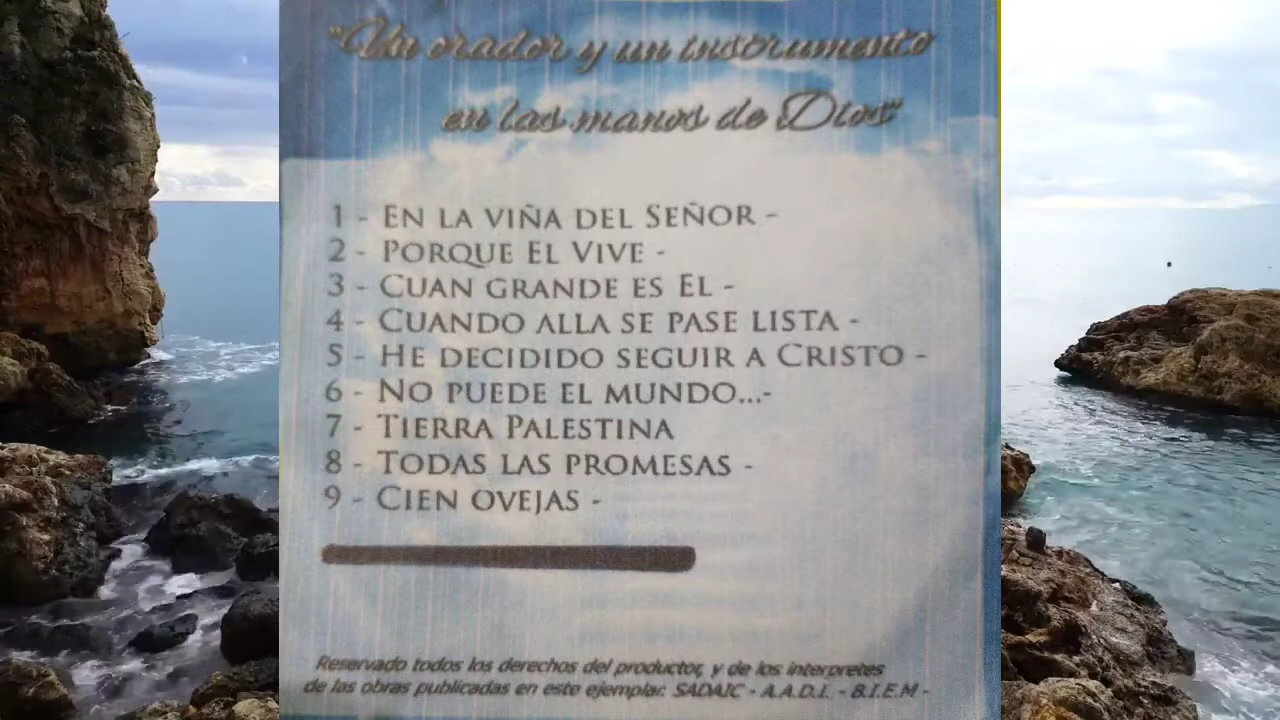 "Un orador y un instrumento
en las manos de Dios"
1 - EN LA VIÑA DEL SEÑOR -
2 - PORQUE EL VIVE -
3 - CUAN GRANDE ES EL -
4 - CUANDO ALLA SE PASE LISTA -
5 - HE DECIDIDO SEGUIR A CRISTO -
6 - NO PUEDE EL MUNDO...-
7 - TIERRA PALESTINA
8 - TODAS LAS PROMESAS -
9 - CIEN OVEJAS -
Reservado todos los derechos del productor, y de los interpretes
de las obras publicadas en este ejemplar. SADAIC - A.A.D.I. - B.I.E.M -